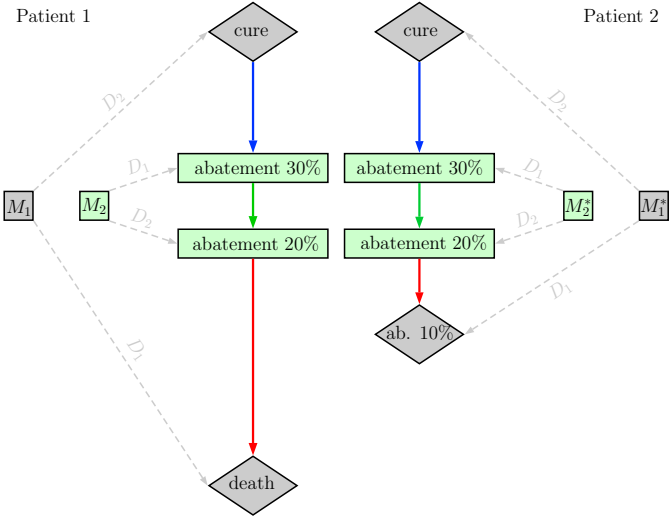 Patient 1
cure
cure
Patient 2
D₂
D₂
abatement 30%
abatement 30%
D₁
D₁
M₁
M₂
M₂*
M₁*
D₂
D₂
abatement 20%
abatement 20%
D₁
ab. 10%
D₁
death